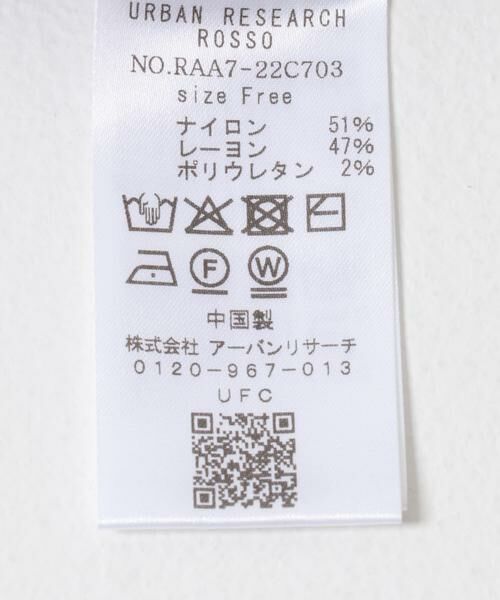 URBAN RESEARCH
ROSSO
NO.RAA7-22C703
size Free
ナイロン 51%
レーヨン 47%
ポリウレタン 2%
F W
中国製
株式会社 アーバンリサーチ
0120-967-013
UFC